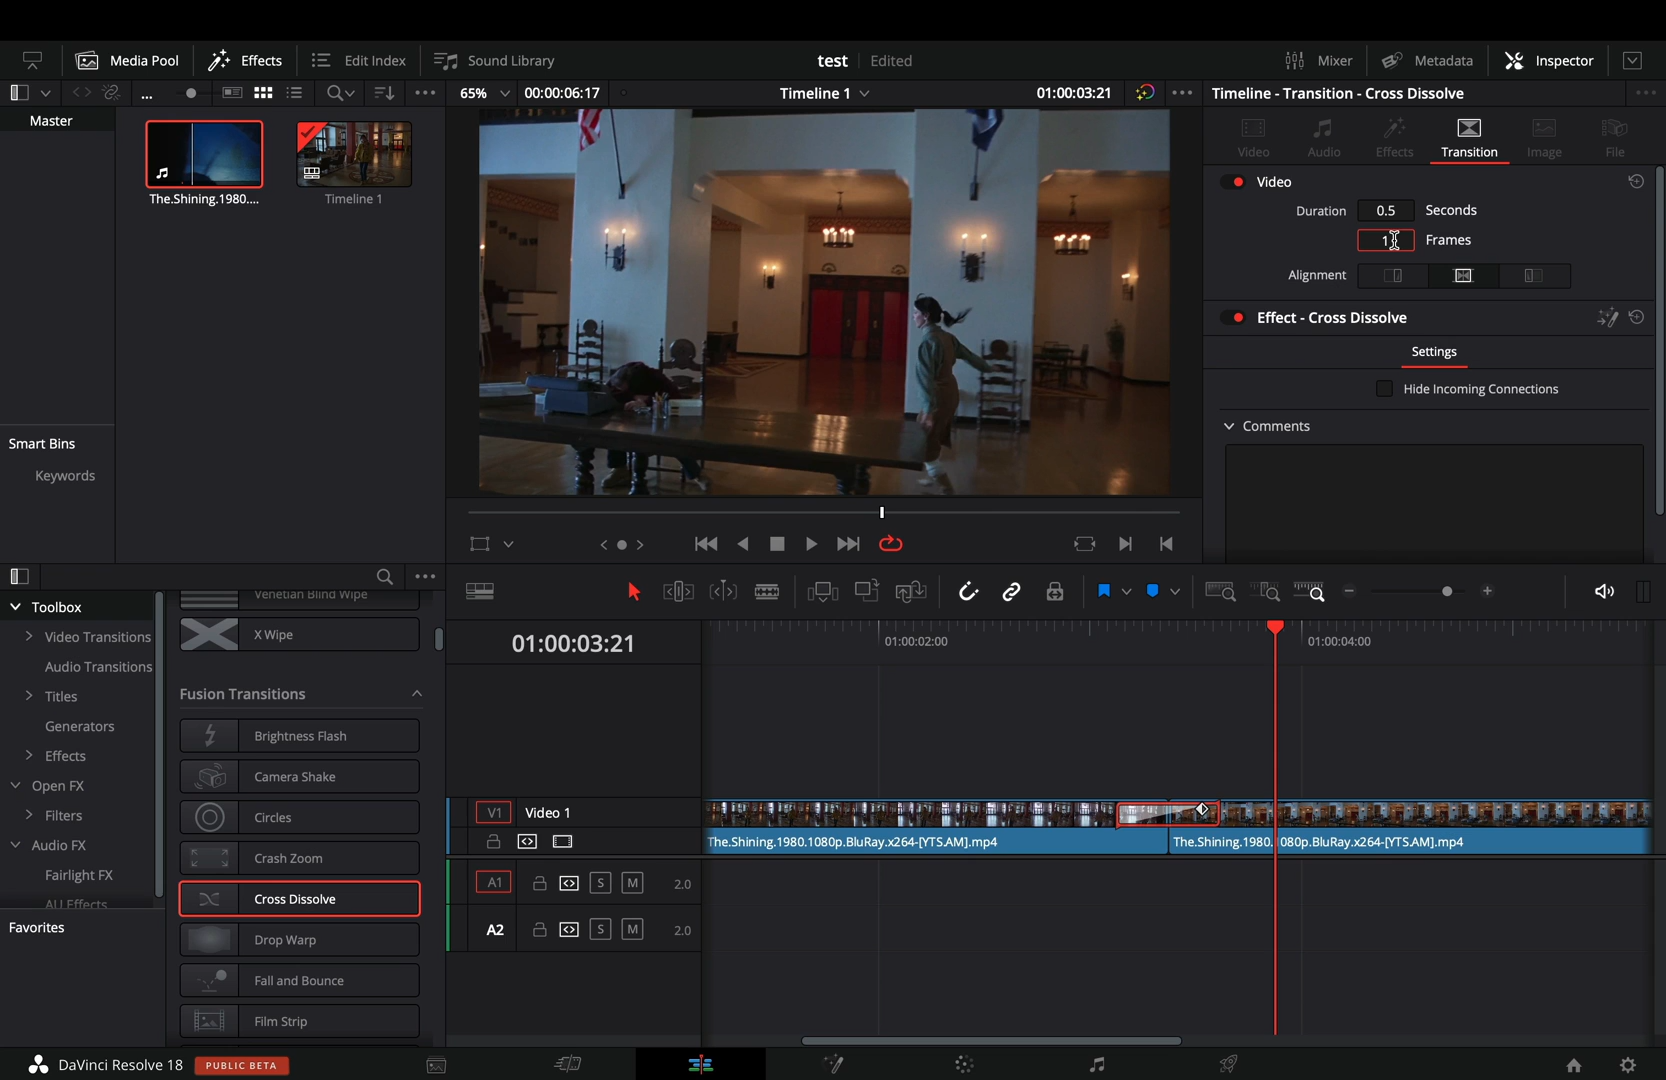 Media Pool
Effects
Edit Index
Sound Library
test
Edited
Mixer
Metadata
Inspector
...
65%
00:00:06:17
Timeline 1
01:00:03:21
Timeline - Transition - Cross Dissolve
Master
The.Shining.1980....
Timeline 1
Smart Bins
Keywords
Video
Audio
Effects
Transition
Image
File
Video
Duration
0.5
Seconds
Frames
Alignment
Effect - Cross Dissolve
Settings
Hide Incoming Connections
Comments
Toolbox
Video Transitions
Audio Transitions
Titles
Generators
Effects
Open FX
Filters
Audio FX
Fairlight FX
AU Effects
Favorites
Venetian Blind Wipe
X Wipe
Fusion Transitions
Brightness Flash
Camera Shake
Circles
Crash Zoom
Cross Dissolve
Drop Warp
Fall and Bounce
Film Strip
01:00:03:21
01:00:02:00
01:00:04:00
V1
Video 1
The.Shining.1980.1080p.BluRay.x264-[YTS.AM].mp4
The.Shining.1980.1080p.BluRay.x264-[YTS.AM].mp4
A1
S
M
2.0
A2
S
M
2.0
DaVinci Resolve 18
PUBLIC BETA